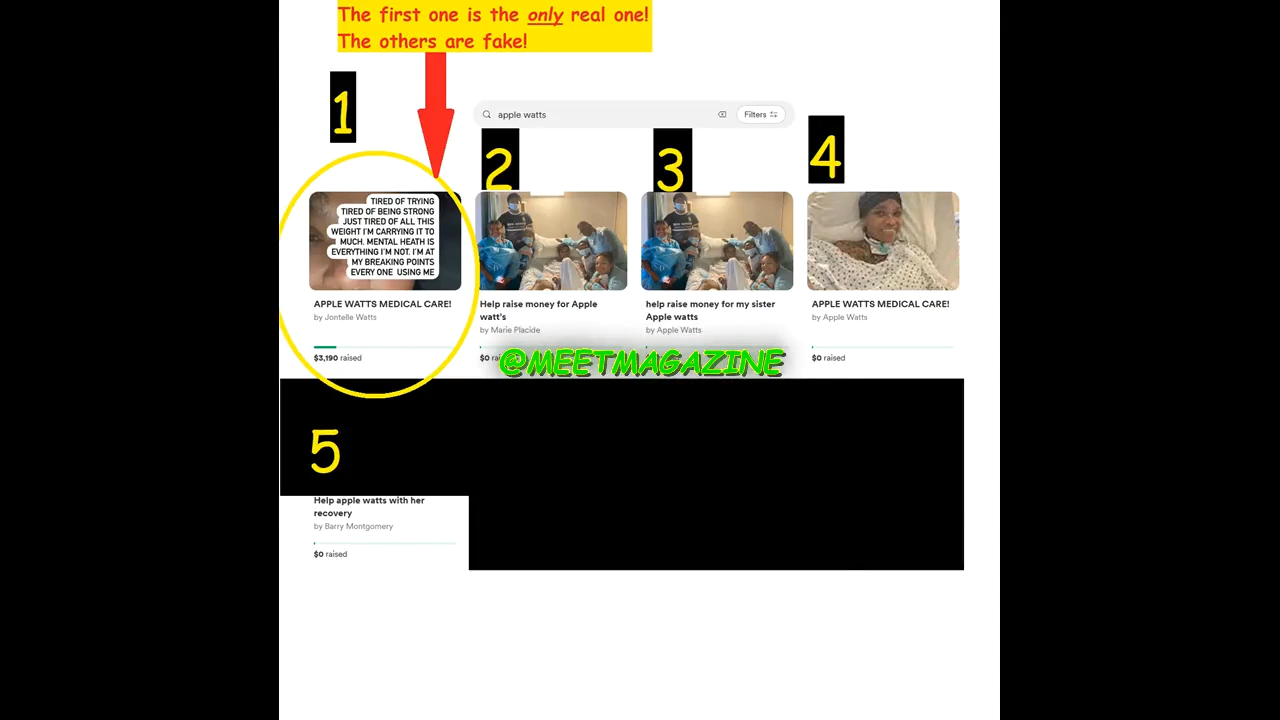 The first one is the only real one!
The others are fake!
1
apple watts
Filters
2
3
4
TIRED OF TRYING
TIRED OF BEING STRONG
JUST TIRED OF ALL THIS
WEIGHT I'M CARRYING IT TO
MUCH. MENTAL HEATH IS
EVERYTHING I'M NOT. I'M AT
MY BREAKING POINTS
EVERY ONE USING ME
APPLE WATTS MEDICAL CARE!
by Jontelle Watts
$3,190 raised
Help raise money for Apple
watt's
by Marie Placide
$0
help raise money for my sister
Apple watts
by Apple Watts
APPLE WATTS MEDICAL CARE!
by Apple Watts
$0 raised
@MEETMAGAZINE
5
Help apple watts with her
recovery
by Barry Montgomery
$0 raised